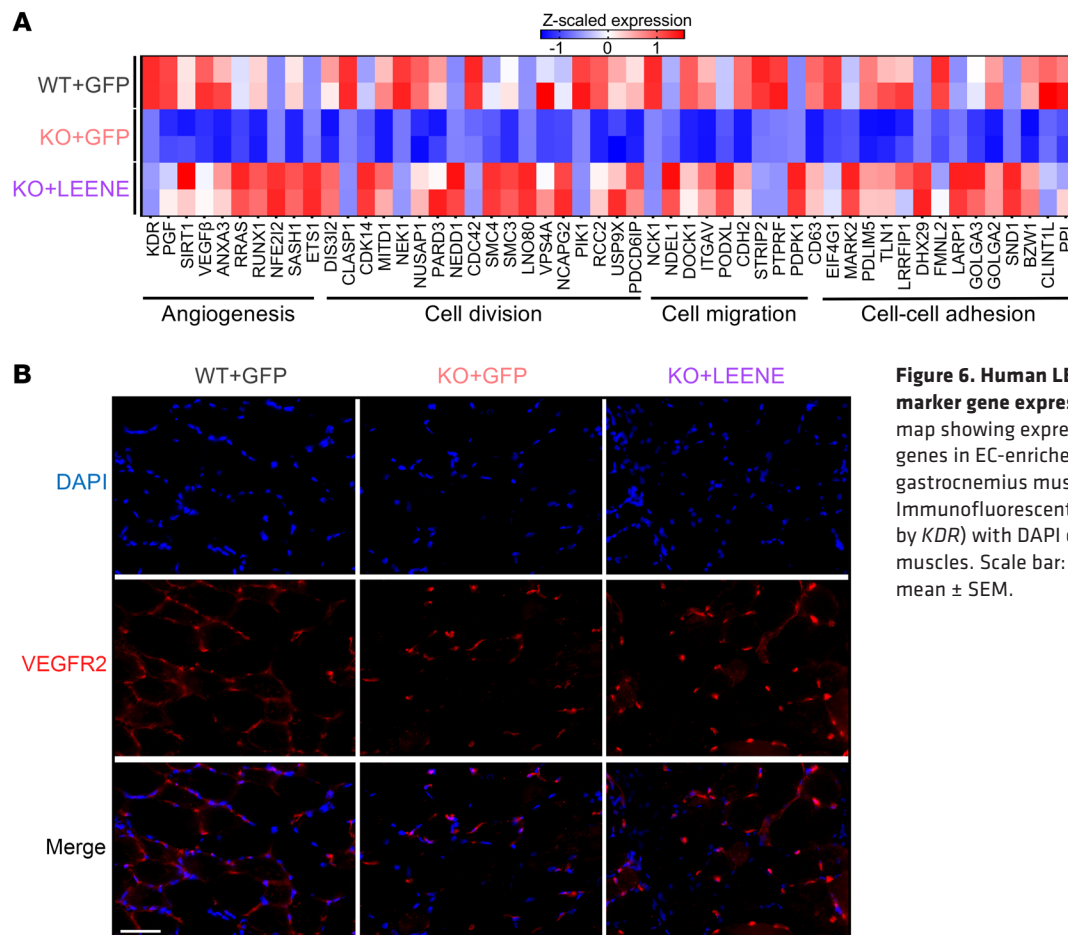 A
Z-scaled expression
-1 0 1
WT+GFP
KO+GFP
KO+LEENE
KDR PGF SIRT1 VEGFβ ANXA3 RRAS RUNX1 NFE2I2 SASH1 ETS1 DIS3I2 CLASP1 CDK14 MITD1 NEK1 NUSAP1 PARD3 NEDD1 CDC42 SMC4 SMC3 LNO80 VPS4A NCAPG2 PIK1 RCC2 USP9X PDCD6IP NCK1 NDEL1 DOCK1 ITGAV PODXL CDH2 STRIP2 PTPRF PDPK1 CD63 EIF4G1 MARK2 PDLIM5 TLN1 LRRFIP1 DHX29 FMNL2 LARP1 GOLGA3 GOLGA2 SND1 BZW1 CLINT1L PPL
Angiogenesis Cell division Cell migration Cell-cell adhesion
B
WT+GFP KO+GFP KO+LEENE
DAPI
VEGFR2
Merge
Figure 6. Human LE
marker gene expres
map showing expre
genes in EC-enriche
gastrocnemius mus
Immunofluorescent
by KDR) with DAPI
muscles. Scale bar:
mean ± SEM.